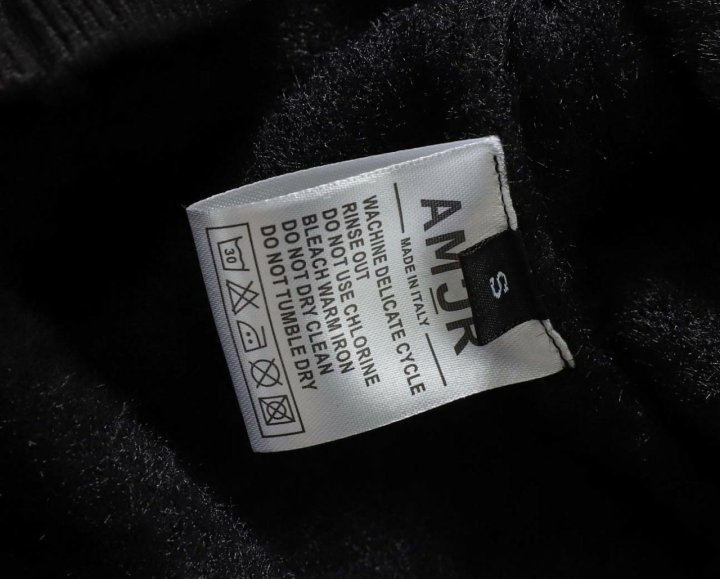 AMJR
S
MADE IN ITALY
WACHINE DELICATE CYCLE
RINSE OUT
DO NOT USE CHLORINE
BLEACH WARM IRON
DO NOT DRY CLEAN
DO NOT TUMBLE DRY
30